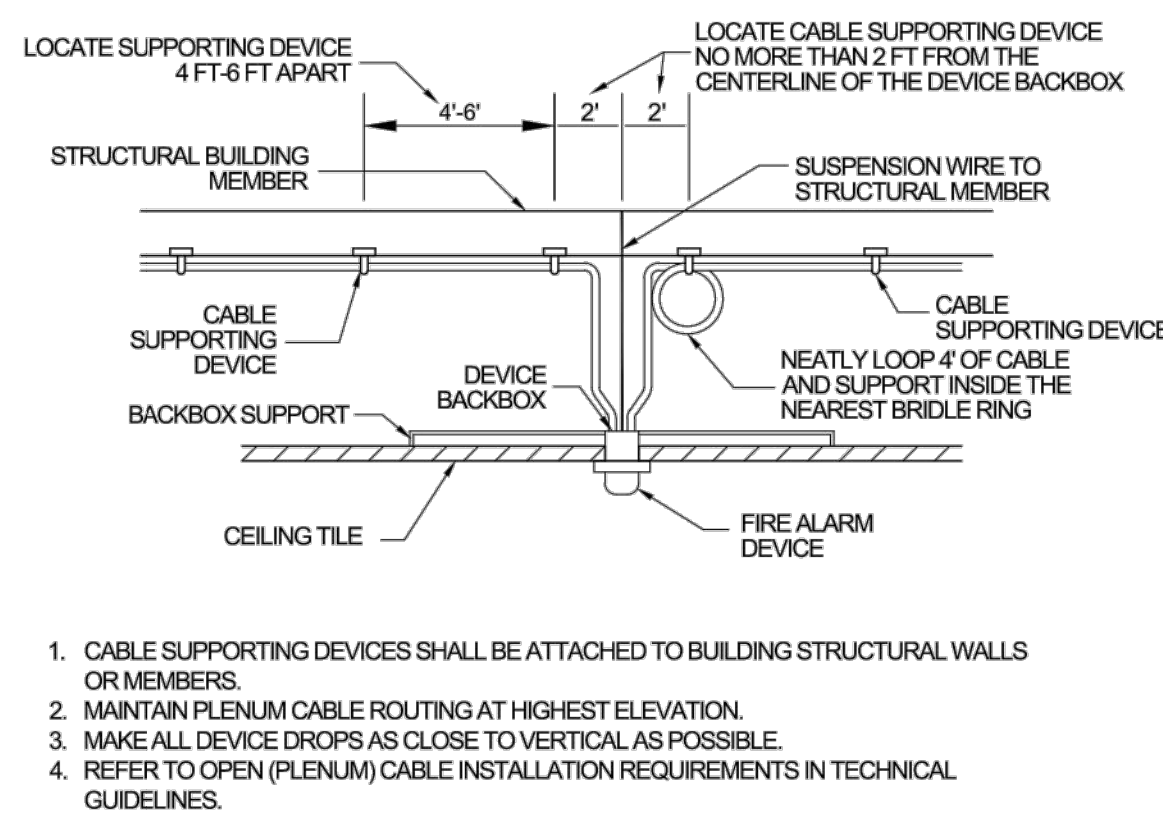 LOCATE SUPPORTING DEVICE
4 FT-6 FT APART
LOCATE CABLE SUPPORTING DEVICE
NO MORE THAN 2 FT FROM THE
CENTERLINE OF THE DEVICE BACKBOX
4'-6'
2'
2'
STRUCTURAL BUILDING
MEMBER
SUSPENSION WIRE TO
STRUCTURAL MEMBER
CABLE
SUPPORTING
DEVICE
CABLE
SUPPORTING DEVICE
NEATLY LOOP 4' OF CABLE
AND SUPPORT INSIDE THE
NEAREST BRIDLE RING
DEVICE
BACKBOX
BACKBOX SUPPORT
CEILING TILE
FIRE ALARM
DEVICE
1. CABLE SUPPORTING DEVICES SHALL BE ATTACHED TO BUILDING STRUCTURAL WALLS
OR MEMBERS.
2. MAINTAIN PLENUM CABLE ROUTING AT HIGHEST ELEVATION.
3. MAKE ALL DEVICE DROPS AS CLOSE TO VERTICAL AS POSSIBLE.
4. REFER TO OPEN (PLENUM) CABLE INSTALLATION REQUIREMENTS IN TECHNICAL
GUIDELINES.